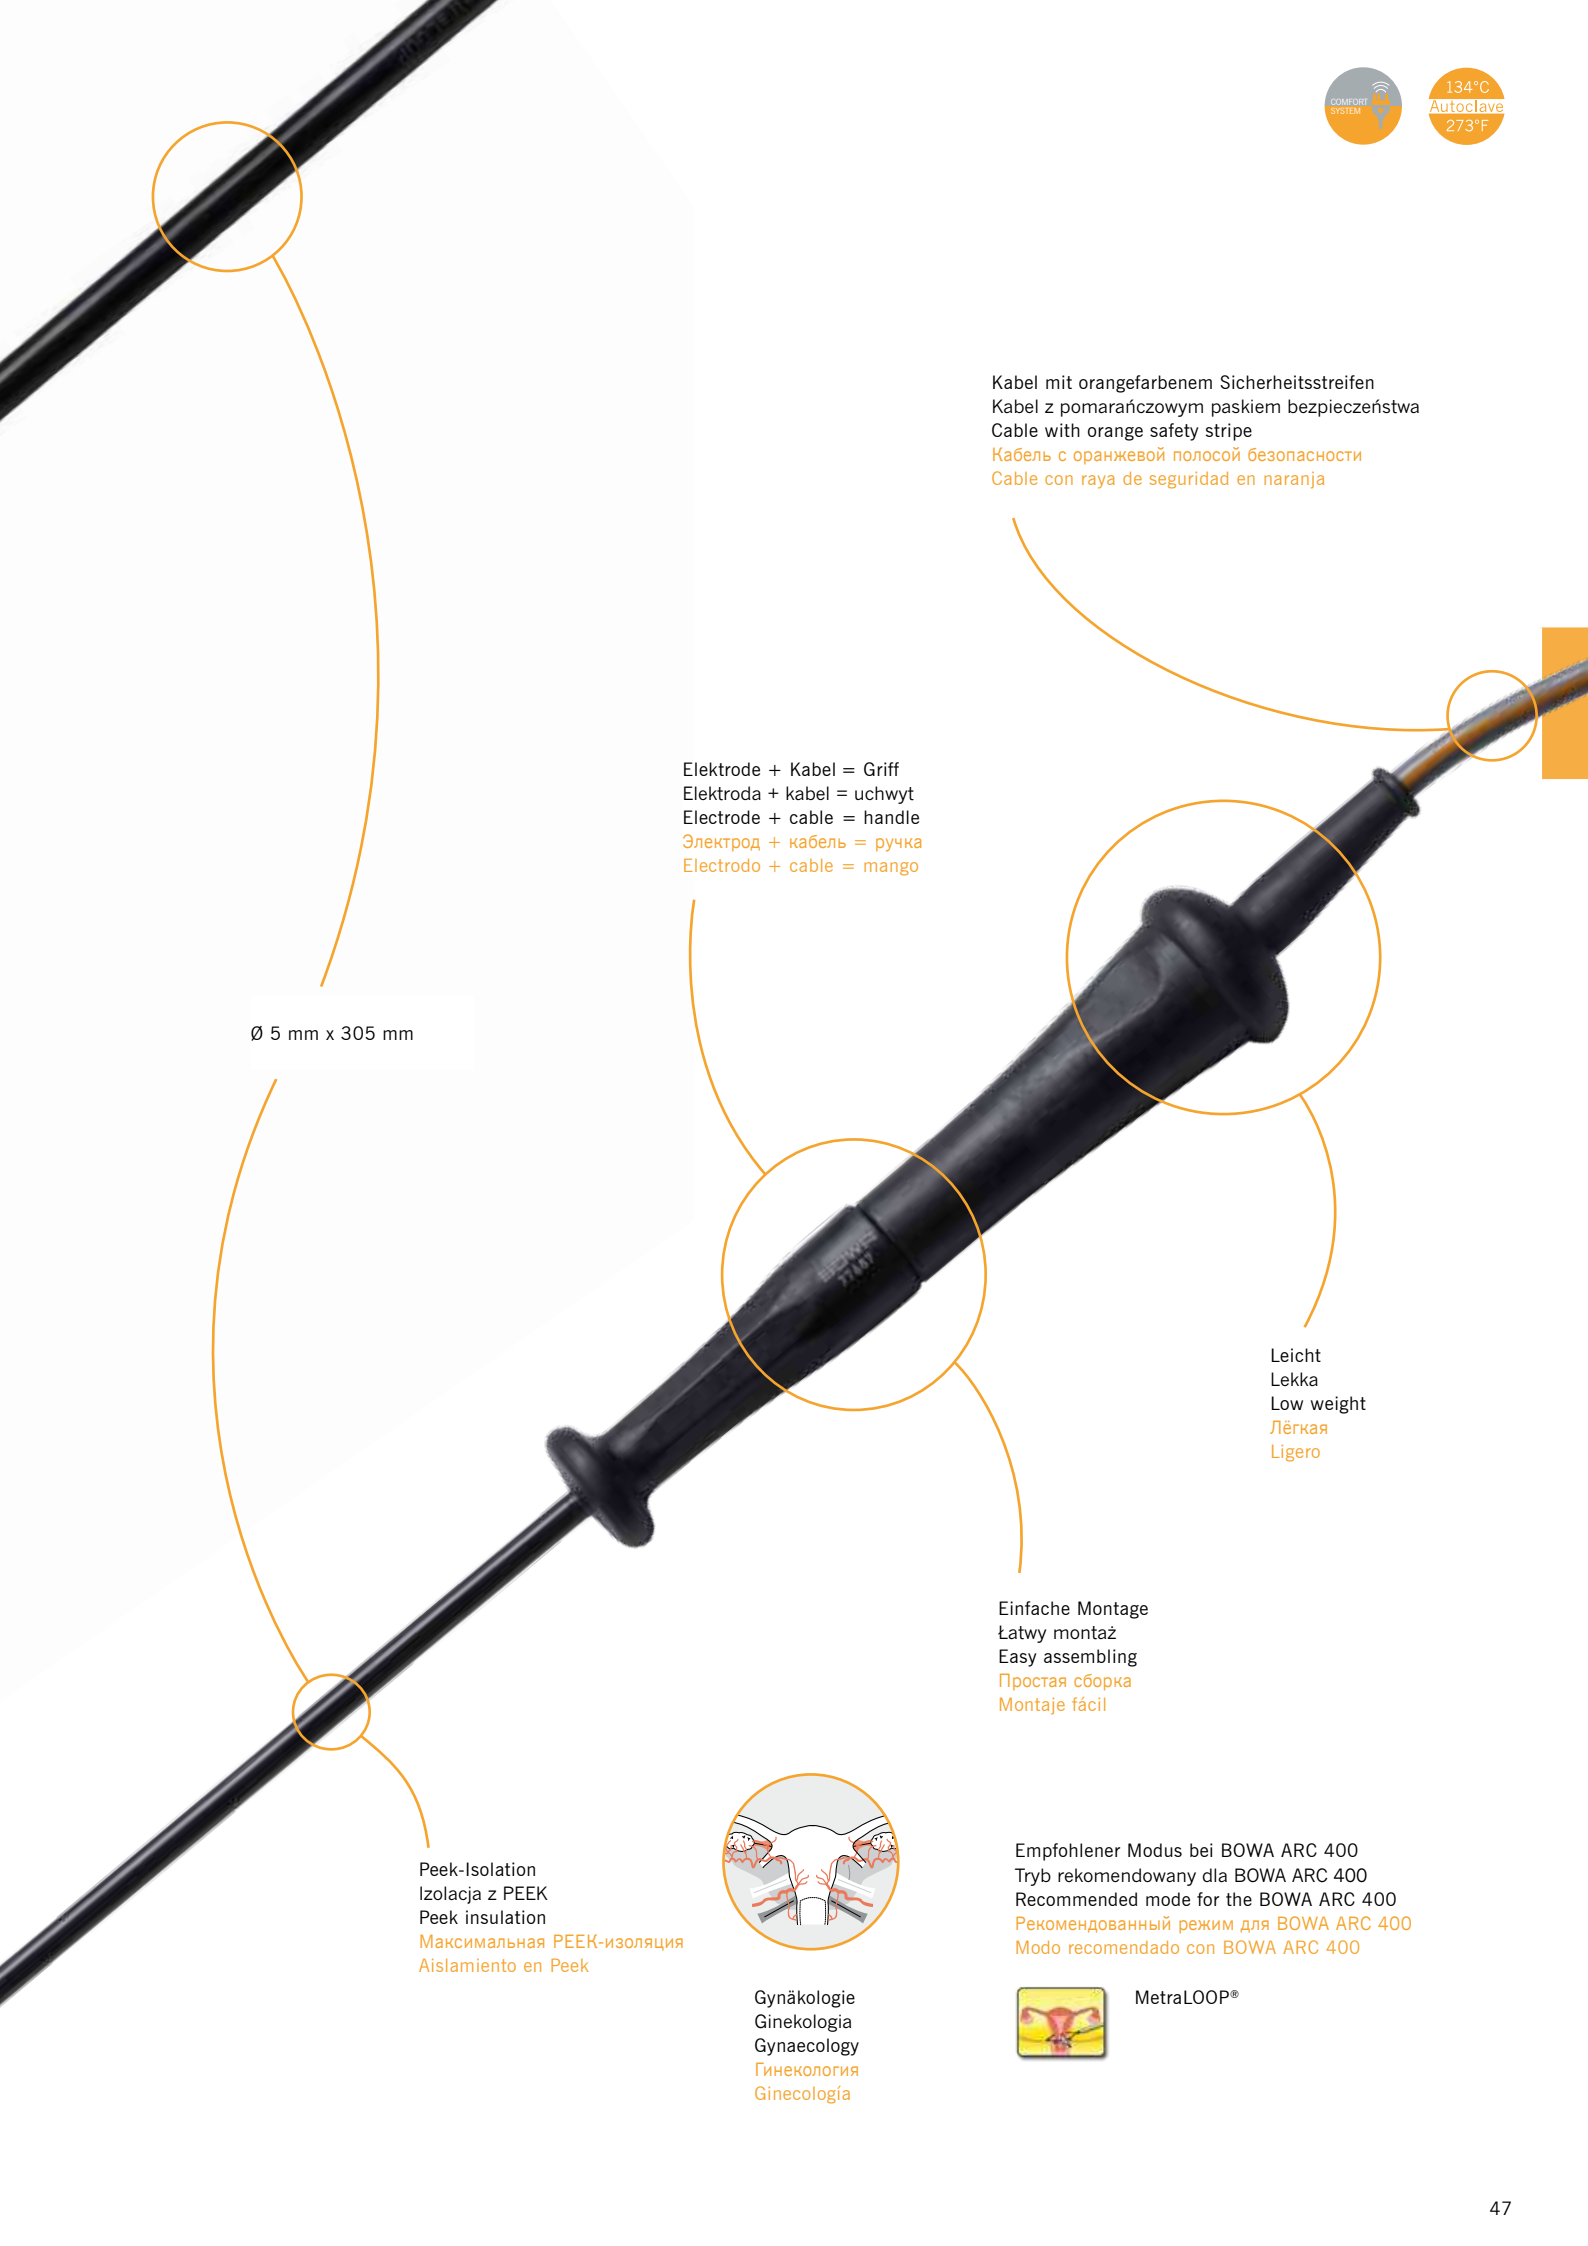 COMFORT
SYSTEM
134°C
Autoclave
273°F
Kabel mit orangefarbenem Sicherheitsstreifen
Kabel z pomarańczowym paskiem bezpieczeństwa
Cable with orange safety stripe
Кабель с оранжевой полосой безопасности
Cable con raya de seguridad en naranja
Elektrode + Kabel = Griff
Elektroda + kabel = uchwyt
Electrode + cable = handle
Электрод + кабель = ручка
Electrodo + cable = mango
Ø 5 mm x 305 mm
BOWA
Leicht
Lekka
Low weight
Лёгкая
Ligero
Einfache Montage
Łatwy montaż
Easy assembling
Простая сборка
Montaje fácil
Peek-Isolation
Izolacja z PEEK
Peek insulation
Максимальная PEEK-изоляция
Aislamiento en Peek
Gynäkologie
Ginekologia
Gynaecology
Гинекология
Ginecología
Empfohlener Modus bei BOWA ARC 400
Tryb rekomendowany dla BOWA ARC 400
Recommended mode for the BOWA ARC 400
Рекомендованный режим для BOWA ARC 400
Modo recomendado con BOWA ARC 400
MetraLOOP®
47